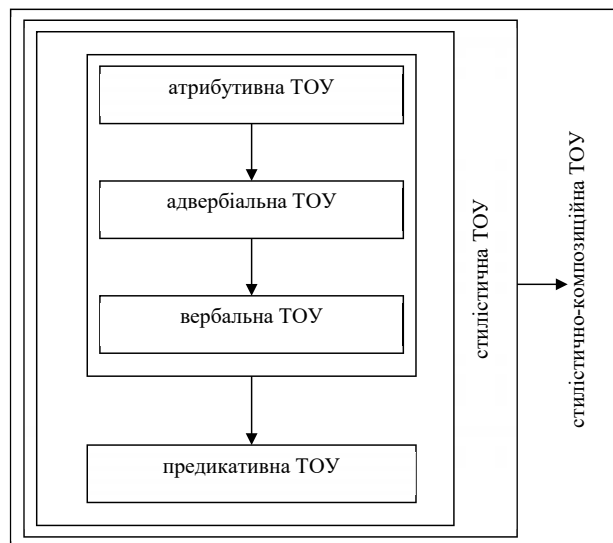 атрибутивна ТОУ
адвербіальна ТОУ
вербальна ТОУ
предикативна ТОУ
стилістична ТОУ
стилістично-композиційна ТОУ